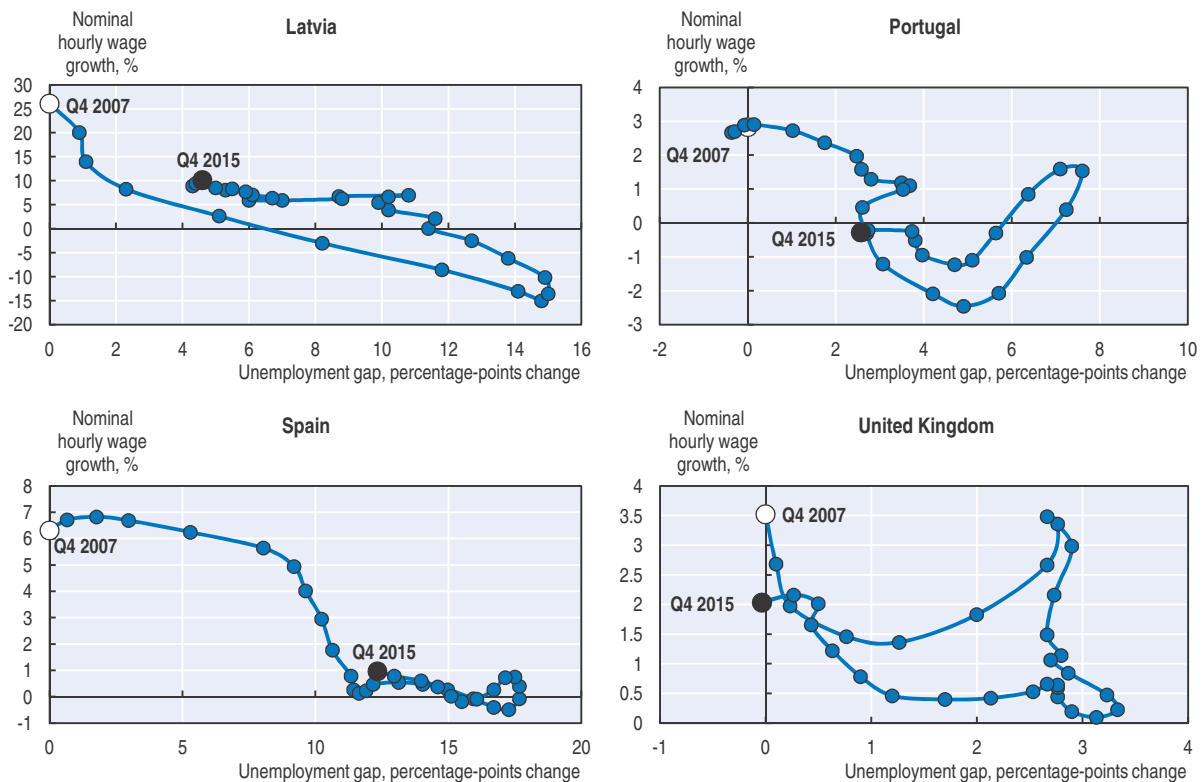 Nominal
hourly wage
growth, %
Latvia
30
25
20
15
10
5
0
-5
-10
-15
-20
Q4 2007
Q4 2015
0 2 4 6 8 10 12 14 16
Unemployment gap, percentage-points change
Nominal
hourly wage
growth, %
Portugal
4
3
2
1
0
-1
-2
-3
Q4 2007
Q4 2015
-2 0 2 4 6 8 10
Unemployment gap, percentage-points change
Nominal
hourly wage
growth, %
Spain
8
7
6
5
4
3
2
1
0
-1
Q4 2007
Q4 2015
0 5 10 15 20
Unemployment gap, percentage-points change
Nominal
hourly wage
growth, %
United Kingdom
4
3.5
3
2.5
2
1.5
1
0.5
0
Q4 2007
Q4 2015
-1 0 1 2 3 4
Unemployment gap, percentage-points change